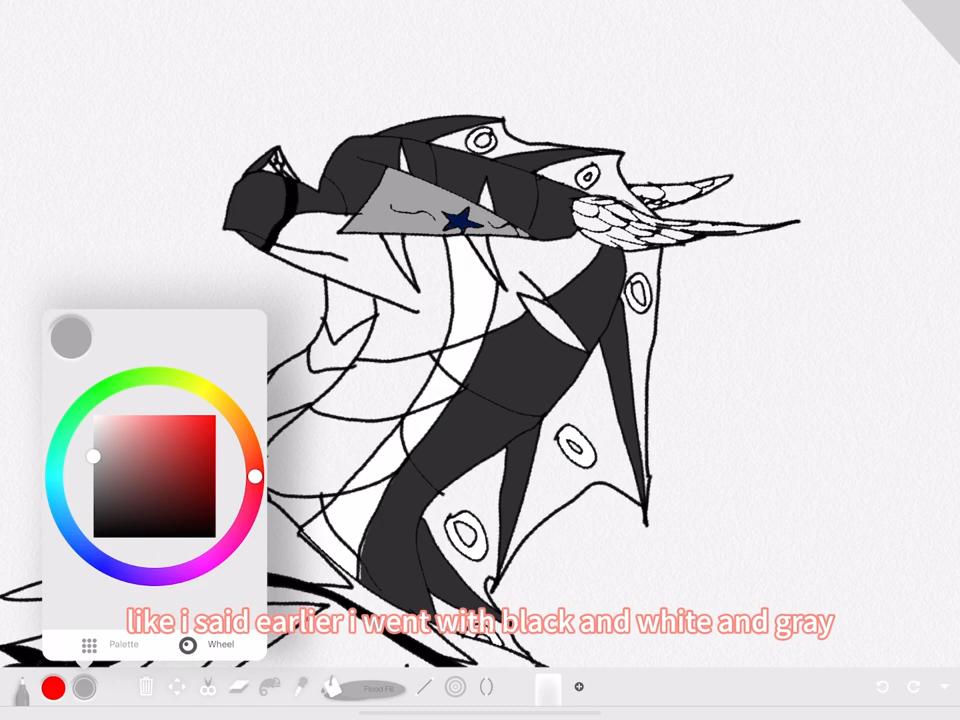 like i said earlier i went with black and white and gray
Palette
Wheel
Flood Fill